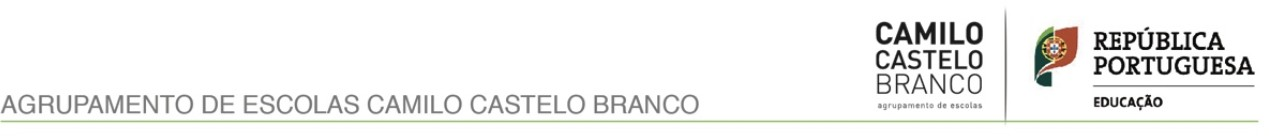 AGRUPAMENTO DE ESCOLAS CAMILO CASTELO BRANCO
CAMILO
CASTELO
BRANCO
agrupamento de escolas
REPÚBLICA
PORTUGUESA
EDUCAÇÃO